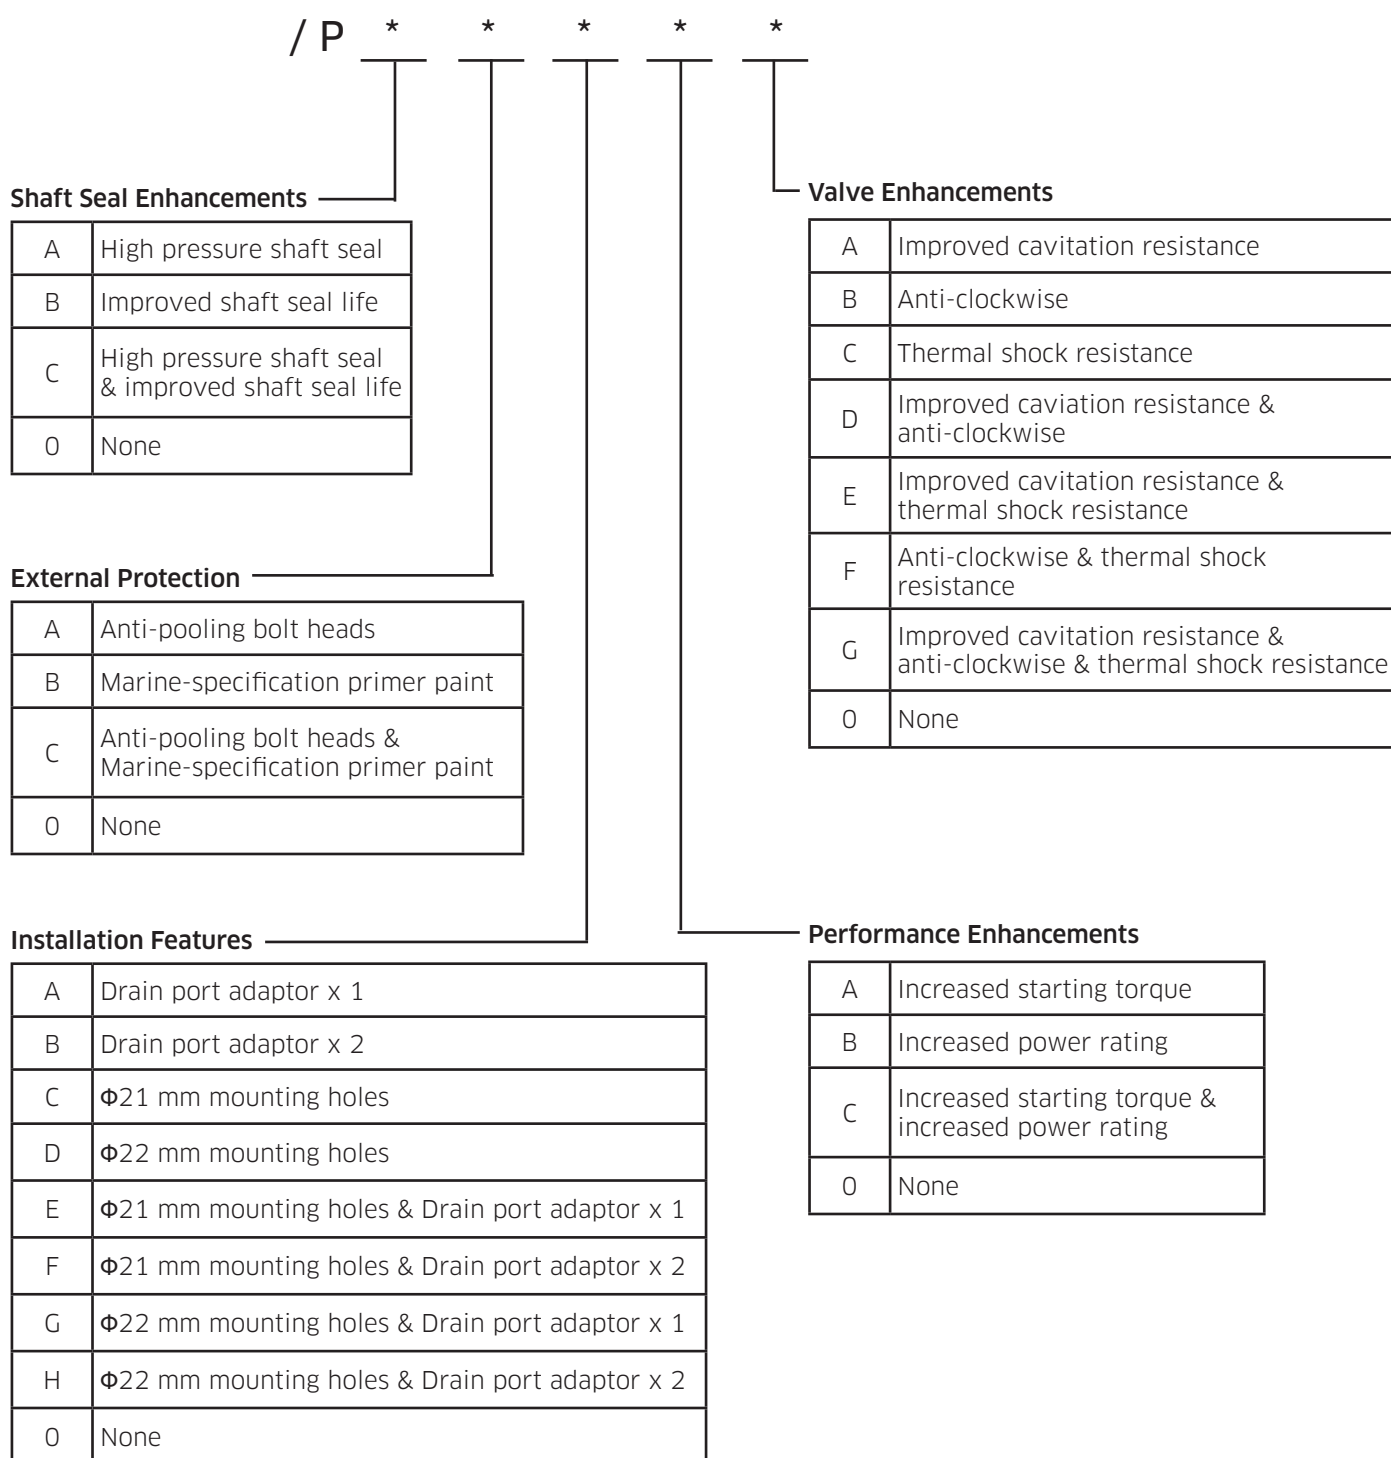 / P * * * * *
Shaft Seal Enhancements
A High pressure shaft seal
B Improved shaft seal life
C High pressure shaft seal
& improved shaft seal life
0 None
External Protection
A Anti-pooling bolt heads
B Marine-specification primer paint
C Anti-pooling bolt heads &
Marine-specification primer paint
0 None
Installation Features
A Drain port adaptor x 1
B Drain port adaptor x 2
C Φ21 mm mounting holes
D Φ22 mm mounting holes
E Φ21 mm mounting holes & Drain port adaptor x 1
F Φ21 mm mounting holes & Drain port adaptor x 2
G Φ22 mm mounting holes & Drain port adaptor x 1
H Φ22 mm mounting holes & Drain port adaptor x 2
0 None
Valve Enhancements
A Improved cavitation resistance
B Anti-clockwise
C Thermal shock resistance
D Improved caviation resistance &
anti-clockwise
E Improved cavitation resistance &
thermal shock resistance
F Anti-clockwise & thermal shock
resistance
G Improved cavitation resistance &
anti-clockwise & thermal shock resistance
0 None
Performance Enhancements
A Increased starting torque
B Increased power rating
C Increased starting torque &
increased power rating
0 None